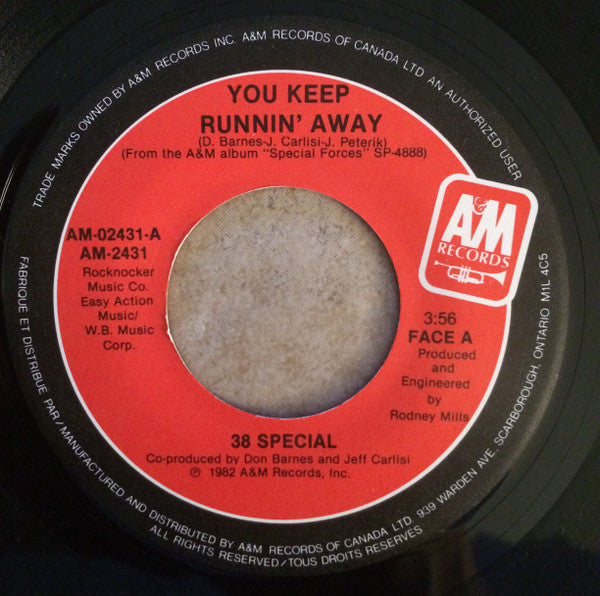 TRADE MARKS OWNED BY A&M RECORDS INC. A&M RECORDS OF CANADA LTD AN AUTHORIZED USER
YOU KEEP
RUNNIN' AWAY
(D. Barnes-J. Carlisi-J. Peterik)
(From the A&M album "Special Forces" SP-4888)
AM-02431-A
AM-2431
Rocknocker
Music Co.
Easy Action
Music/
W.B. Music
Corp.
A&M
RECORDS
3:56
FACE A
Produced
and
Engineered
by
Rodney Mills
38 SPECIAL
Co-produced by Don Barnes and Jeff Carlisi
℗ 1982 A&M Records, Inc.
FABRIQUE ET DISTRIBUE PAR/MANUFACTURED AND DISTRIBUTED BY A&M RECORDS OF CANADA LTD. 939 WARDEN AVE. SCARBOROUGH, ONTARIO M1L 4C5
ALL RIGHTS RESERVED/TOUS DROITS RESERVES